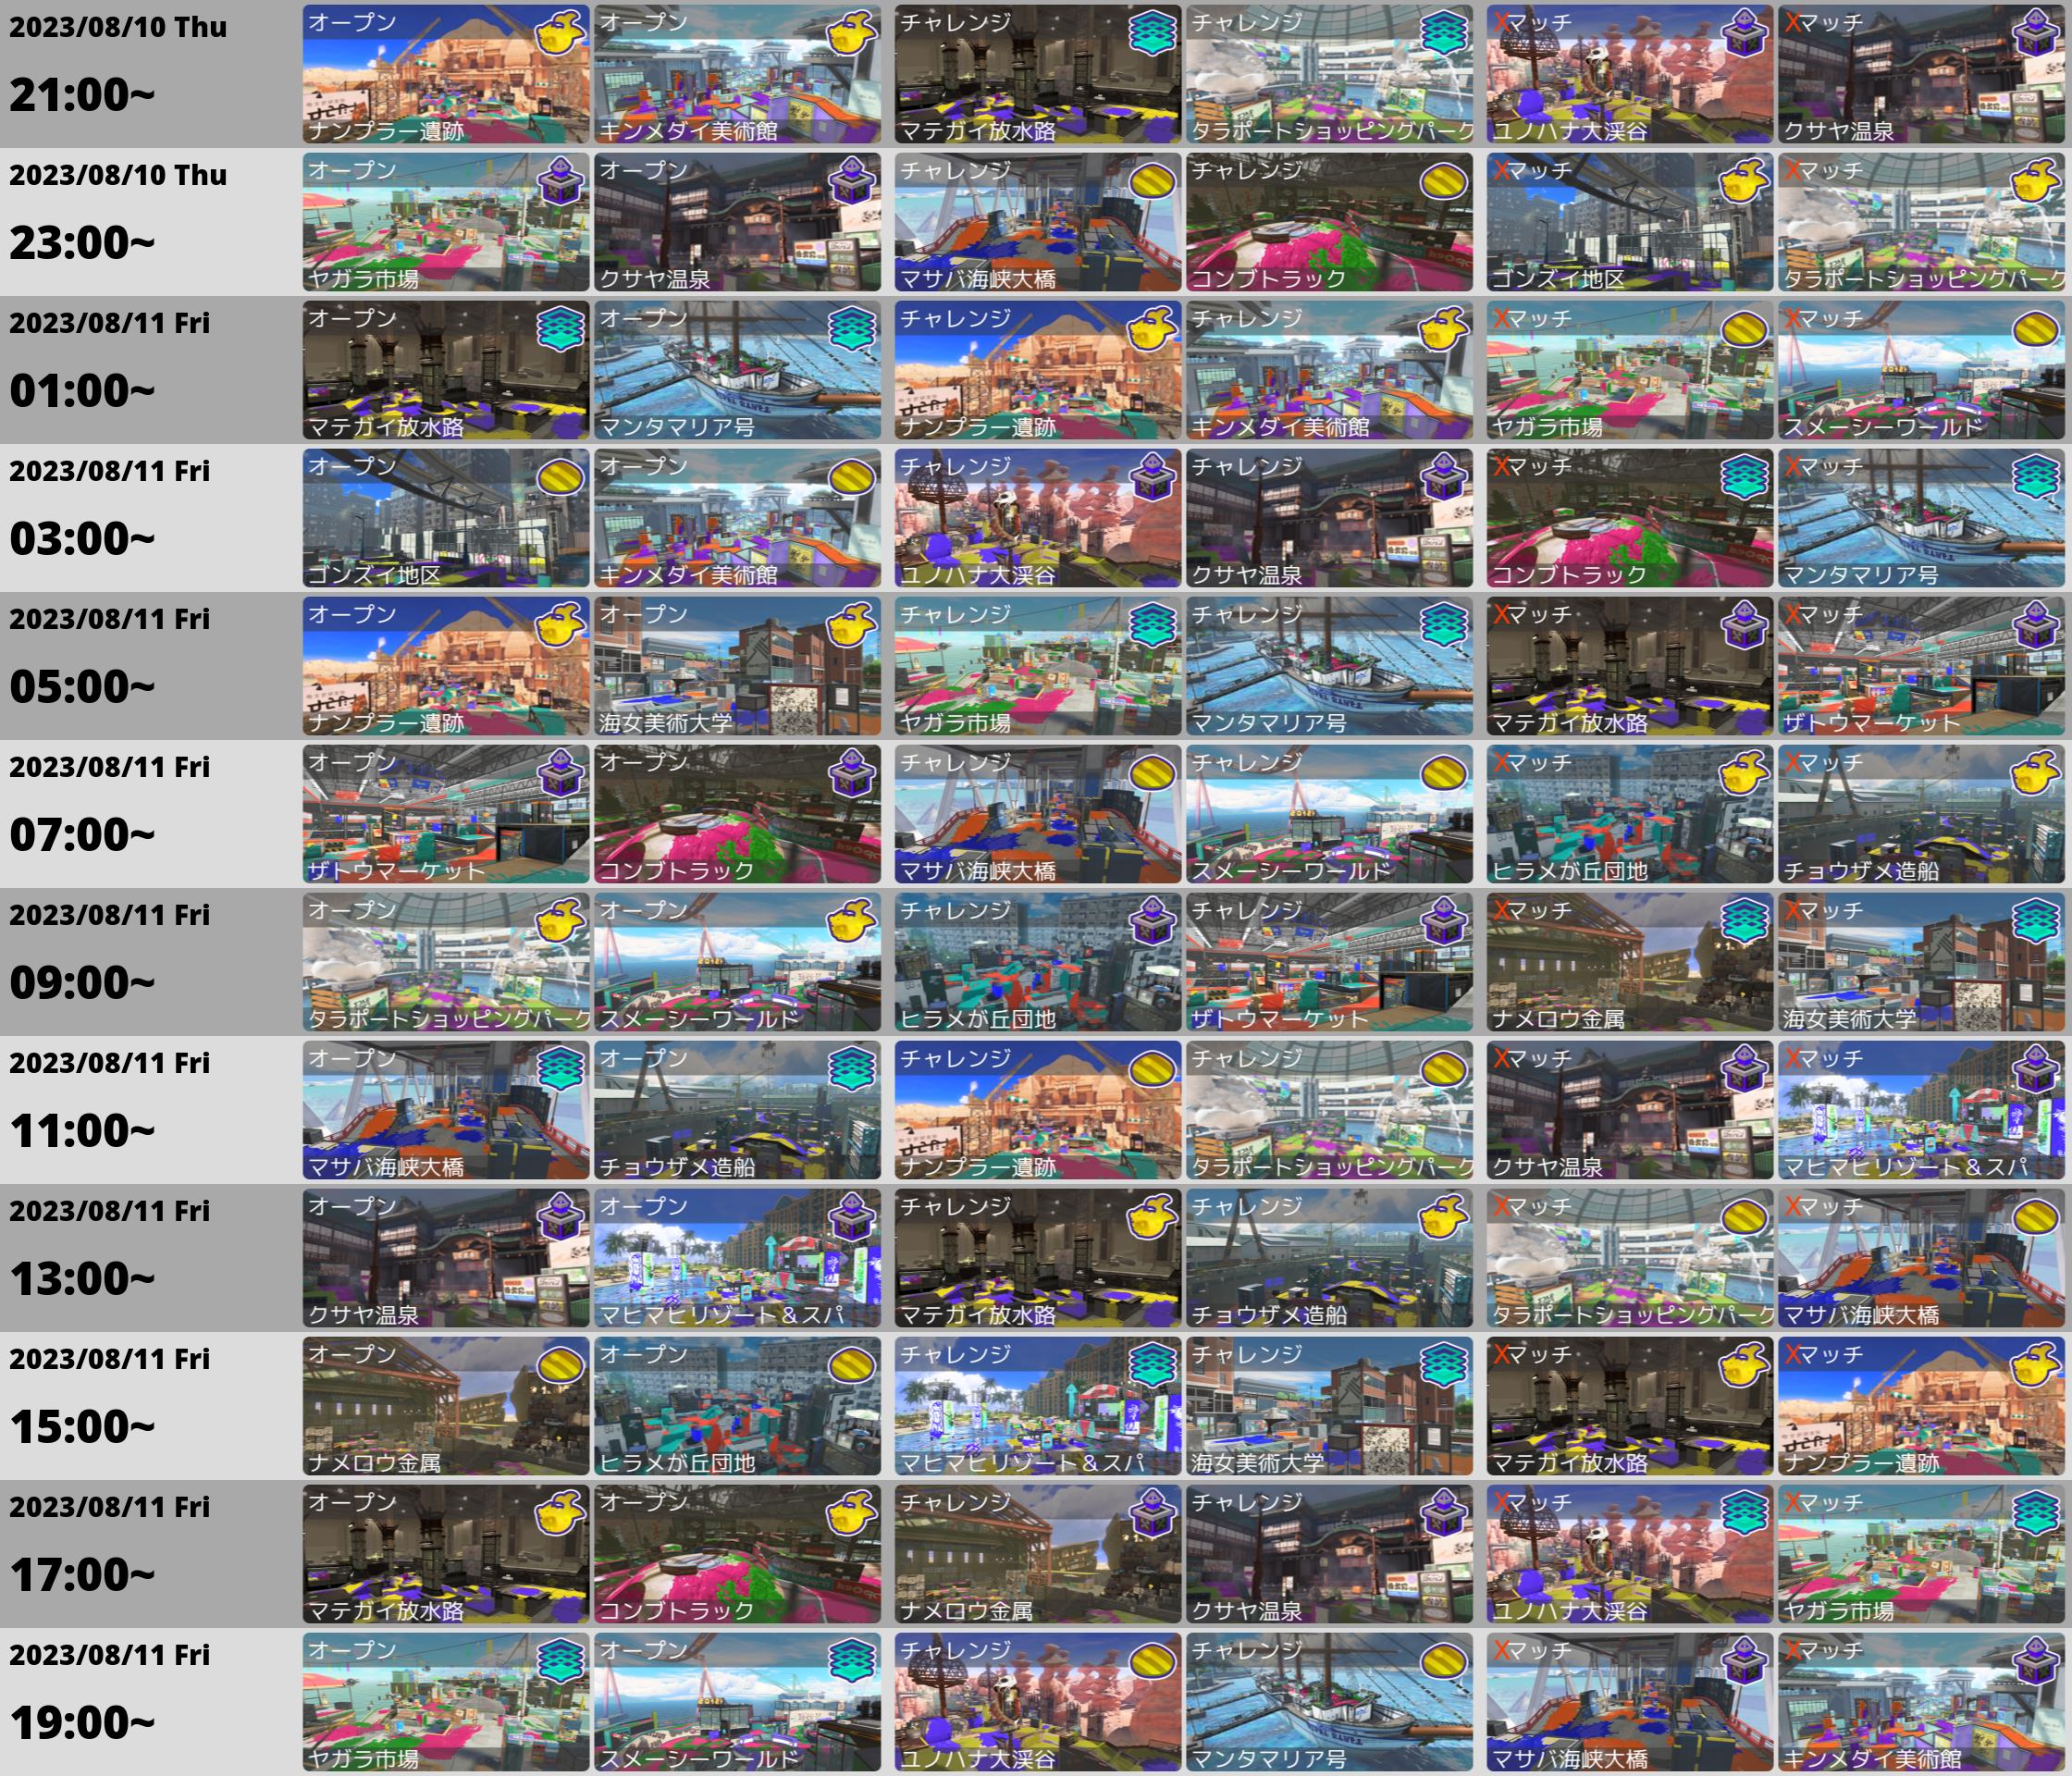 2023/08/10 Thu
21:00~
オープン
ナンプラー遺跡
オープン
キンメダイ美術館
チャレンジ
マテガイ放水路
チャレンジ
タラポートショッピングパーク
Xマッチ
ユノハナ大渓谷
Xマッチ
クサヤ温泉
2023/08/10 Thu
23:00~
オープン
ヤガラ市場
オープン
クサヤ温泉
チャレンジ
マサバ海峡大橋
チャレンジ
コンブトラック
Xマッチ
ゴンズイ地区
Xマッチ
タラポートショッピングパーク
2023/08/11 Fri
01:00~
オープン
マテガイ放水路
オープン
マンタマリア号
チャレンジ
ナンプラー遺跡
チャレンジ
キンメダイ美術館
Xマッチ
ヤガラ市場
Xマッチ
スメーシーワールド
2023/08/11 Fri
03:00~
オープン
ゴンズイ地区
オープン
キンメダイ美術館
チャレンジ
ユノハナ大渓谷
チャレンジ
クサヤ温泉
Xマッチ
コンブトラック
Xマッチ
マンタマリア号
2023/08/11 Fri
05:00~
オープン
ナンプラー遺跡
オープン
海女美術大学
チャレンジ
ヤガラ市場
チャレンジ
マンタマリア号
Xマッチ
マテガイ放水路
Xマッチ
ザトウマーケット
2023/08/11 Fri
07:00~
オープン
ザトウマーケット
オープン
コンブトラック
チャレンジ
マサバ海峡大橋
チャレンジ
スメーシーワールド
Xマッチ
ヒラメが丘団地
Xマッチ
チョウザメ造船
2023/08/11 Fri
09:00~
オープン
タラポートショッピングパーク
オープン
スメーシーワールド
チャレンジ
ヒラメが丘団地
チャレンジ
ザトウマーケット
Xマッチ
ナメロウ金属
Xマッチ
海女美術大学
2023/08/11 Fri
11:00~
オープン
マサバ海峡大橋
オープン
チョウザメ造船
チャレンジ
ナンプラー遺跡
チャレンジ
タラポートショッピングパーク
Xマッチ
クサヤ温泉
Xマッチ
マヒマヒリゾート＆スパ
2023/08/11 Fri
13:00~
オープン
クサヤ温泉
オープン
マヒマヒリゾート＆スパ
チャレンジ
マテガイ放水路
チャレンジ
チョウザメ造船
Xマッチ
タラポートショッピングパーク
Xマッチ
マサバ海峡大橋
2023/08/11 Fri
15:00~
オープン
ナメロウ金属
オープン
ヒラメが丘団地
チャレンジ
マヒマヒリゾート＆スパ
チャレンジ
海女美術大学
Xマッチ
マテガイ放水路
Xマッチ
ナンプラー遺跡
2023/08/11 Fri
17:00~
オープン
マテガイ放水路
オープン
コンブトラック
チャレンジ
ナメロウ金属
チャレンジ
クサヤ温泉
Xマッチ
ユノハナ大渓谷
Xマッチ
ヤガラ市場
2023/08/11 Fri
19:00~
オープン
ヤガラ市場
オープン
スメーシーワールド
チャレンジ
ユノハナ大渓谷
チャレンジ
マンタマリア号
Xマッチ
マサバ海峡大橋
Xマッチ
キンメダイ美術館